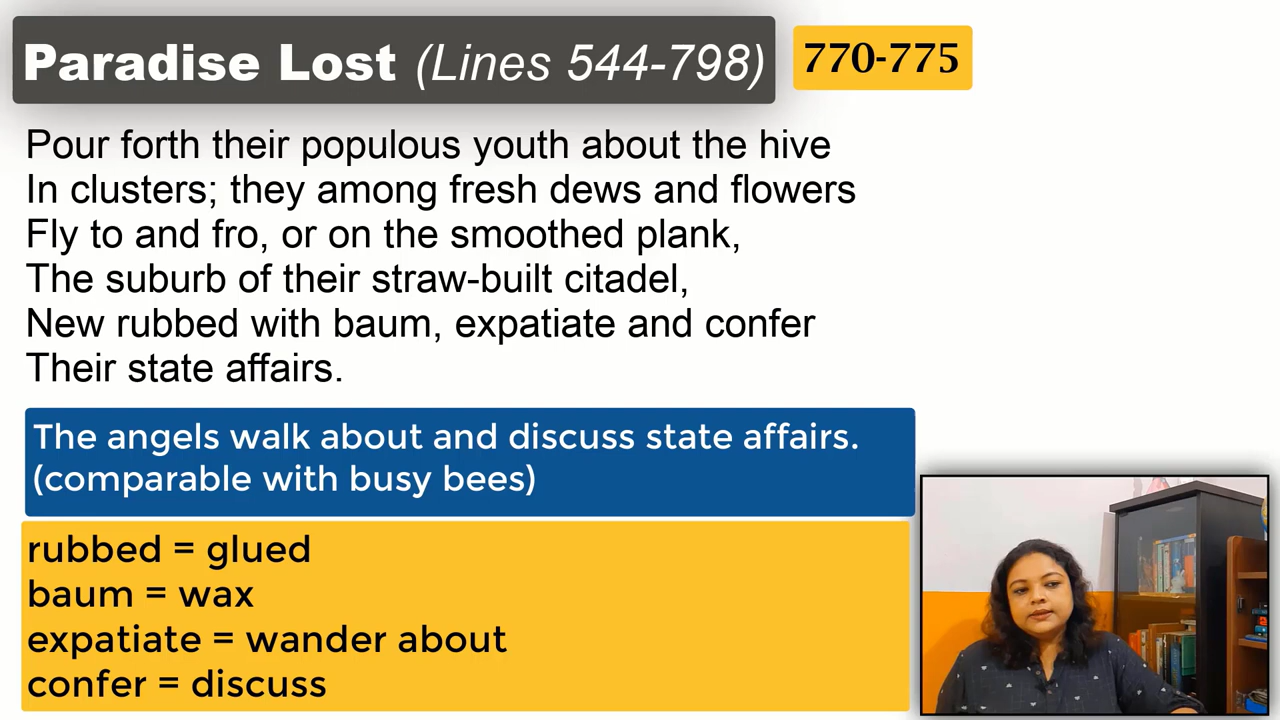 Paradise Lost (Lines 544-798) 770-775
Pour forth their populous youth about the hive
In clusters; they among fresh dews and flowers
Fly to and fro, or on the smoothed plank,
The suburb of their straw-built citadel,
New rubbed with baum, expatiate and confer
Their state affairs.
The angels walk about and discuss state affairs.
(comparable with busy bees)
rubbed = glued
baum = wax
expatiate = wander about
confer = discuss